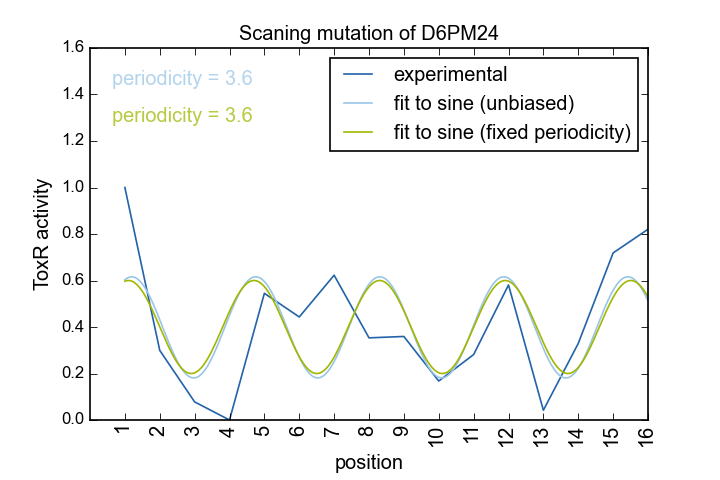 Scaning mutation of D6PM24
periodicity = 3.6
periodicity = 3.6
experimental
fit to sine (unbiased)
fit to sine (fixed periodicity)
ToxR activity
1.6
1.4
1.2
1.0
0.8
0.6
0.4
0.2
0.0
1 2 3 4 5 6 7 8 9 10 11 12 13 14 15 16
position